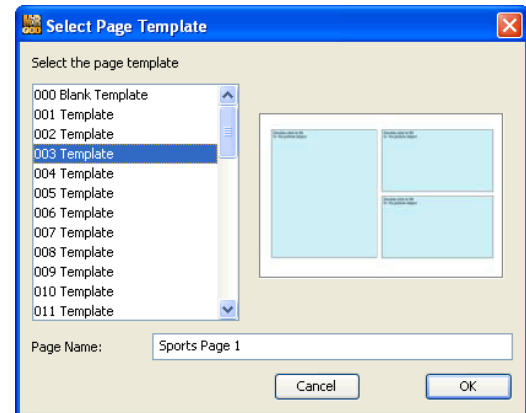 Select Page Template
Select the page template
000 Blank Template
001 Template
002 Template
003 Template
004 Template
005 Template
006 Template
007 Template
008 Template
009 Template
010 Template
011 Template
Page Name:
Sports Page 1
Cancel
OK